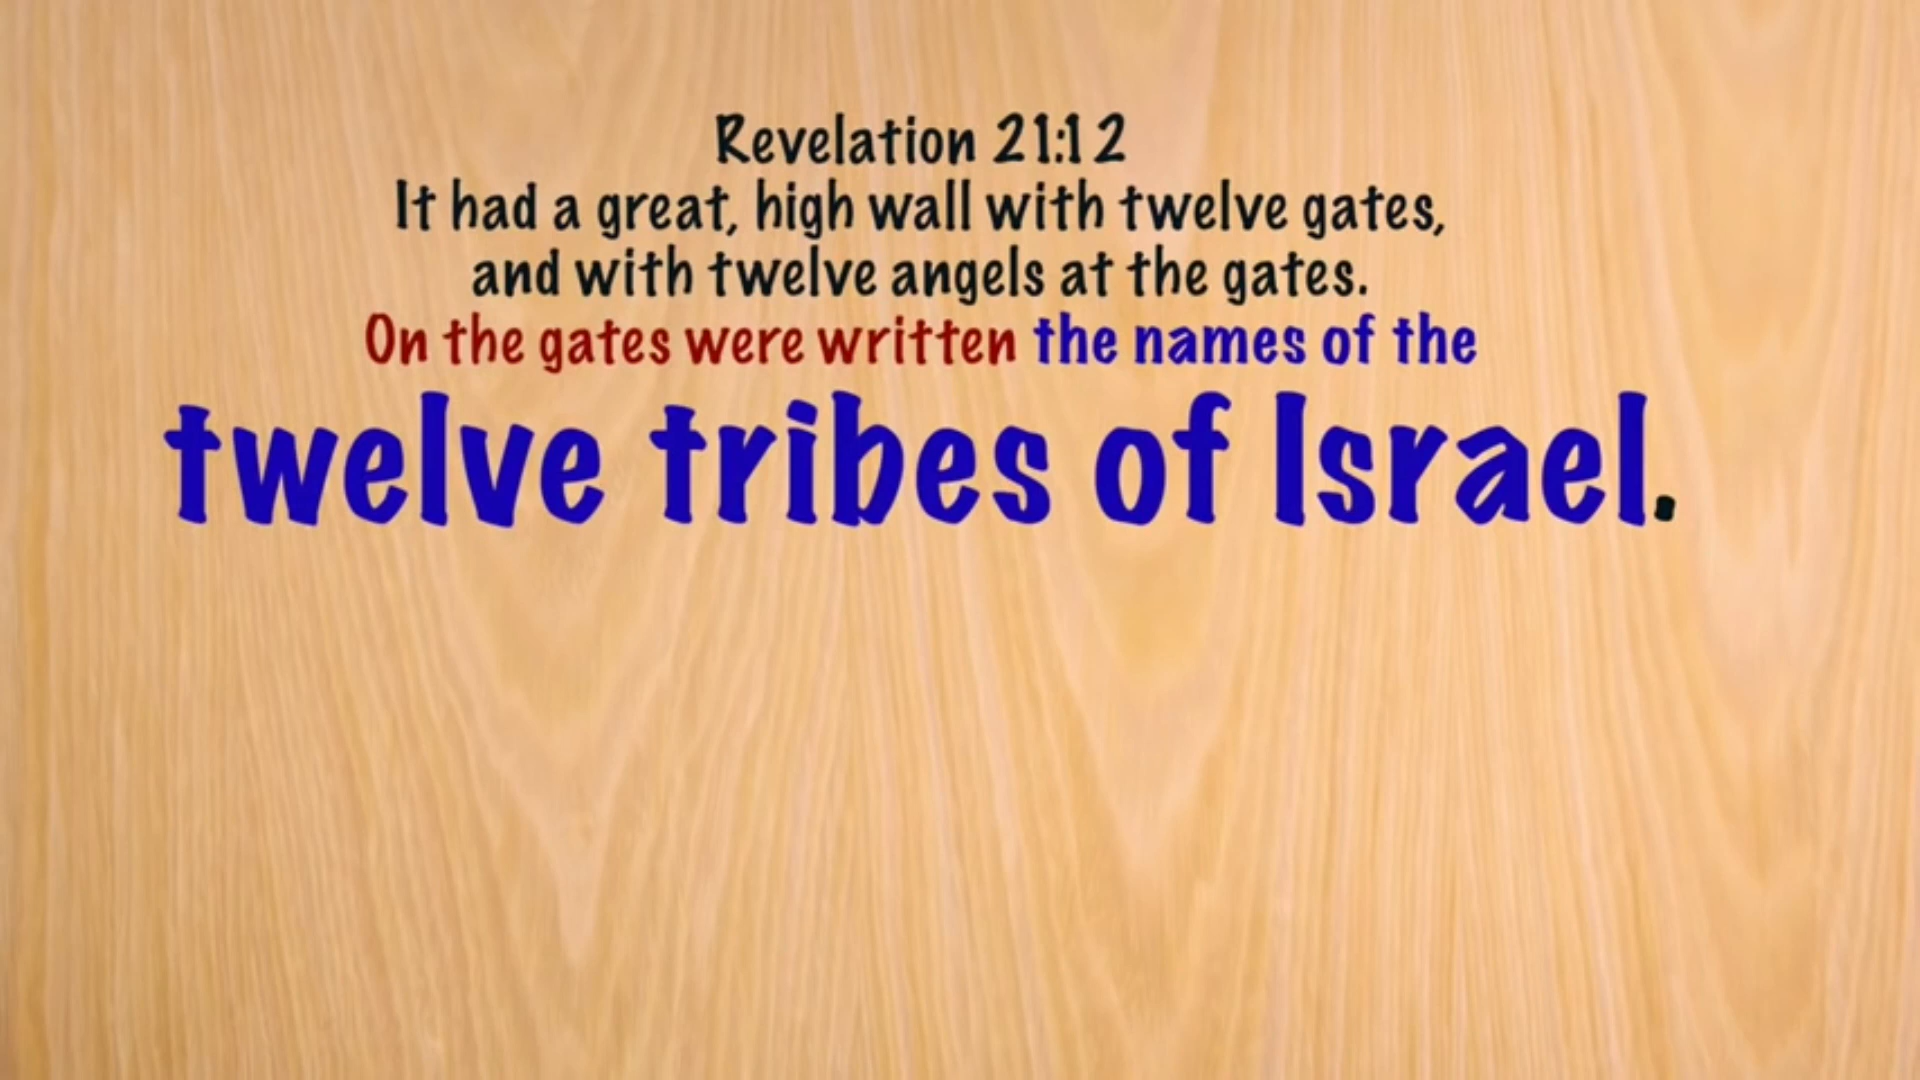 Revelation 21:12
It had a great, high wall with twelve gates,
and with twelve angels at the gates.
On the gates were written the names of the
twelve tribes of Israel.